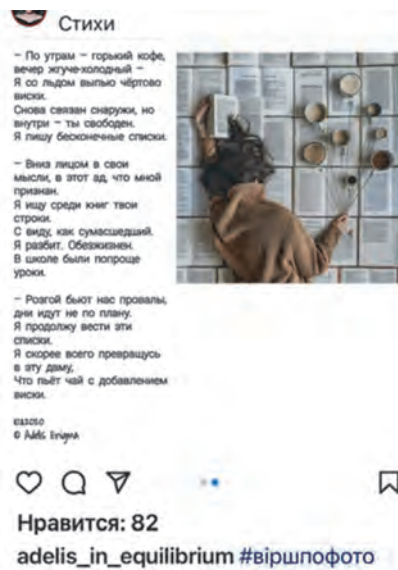 Стихи
– По утрам – горький кофе,
вечер жгуче-холодный –
Я со льдом выпью чёртово
виски.
Снова связан снаружи, но
внутри – ты свободен.
Я пишу бесконечные списки.
– Вниз лицом в свои
мысли, в этот ад, что мной
признан.
Я ищу среди книг твои
строки.
С виду, как сумасшедший.
Я разбит. Обезжизнен.
В школе были попроще
уроки.
– Розгой бьют нас провалы,
дни идут не по плану.
Я продолжу вести эти
списки.
Я скорее всего превращусь
в эту даму,
Что пьёт чай с добавлением
виски.
© Adelis Enigma
Нравится: 82
adelis_in_equilibrium #віршпофото